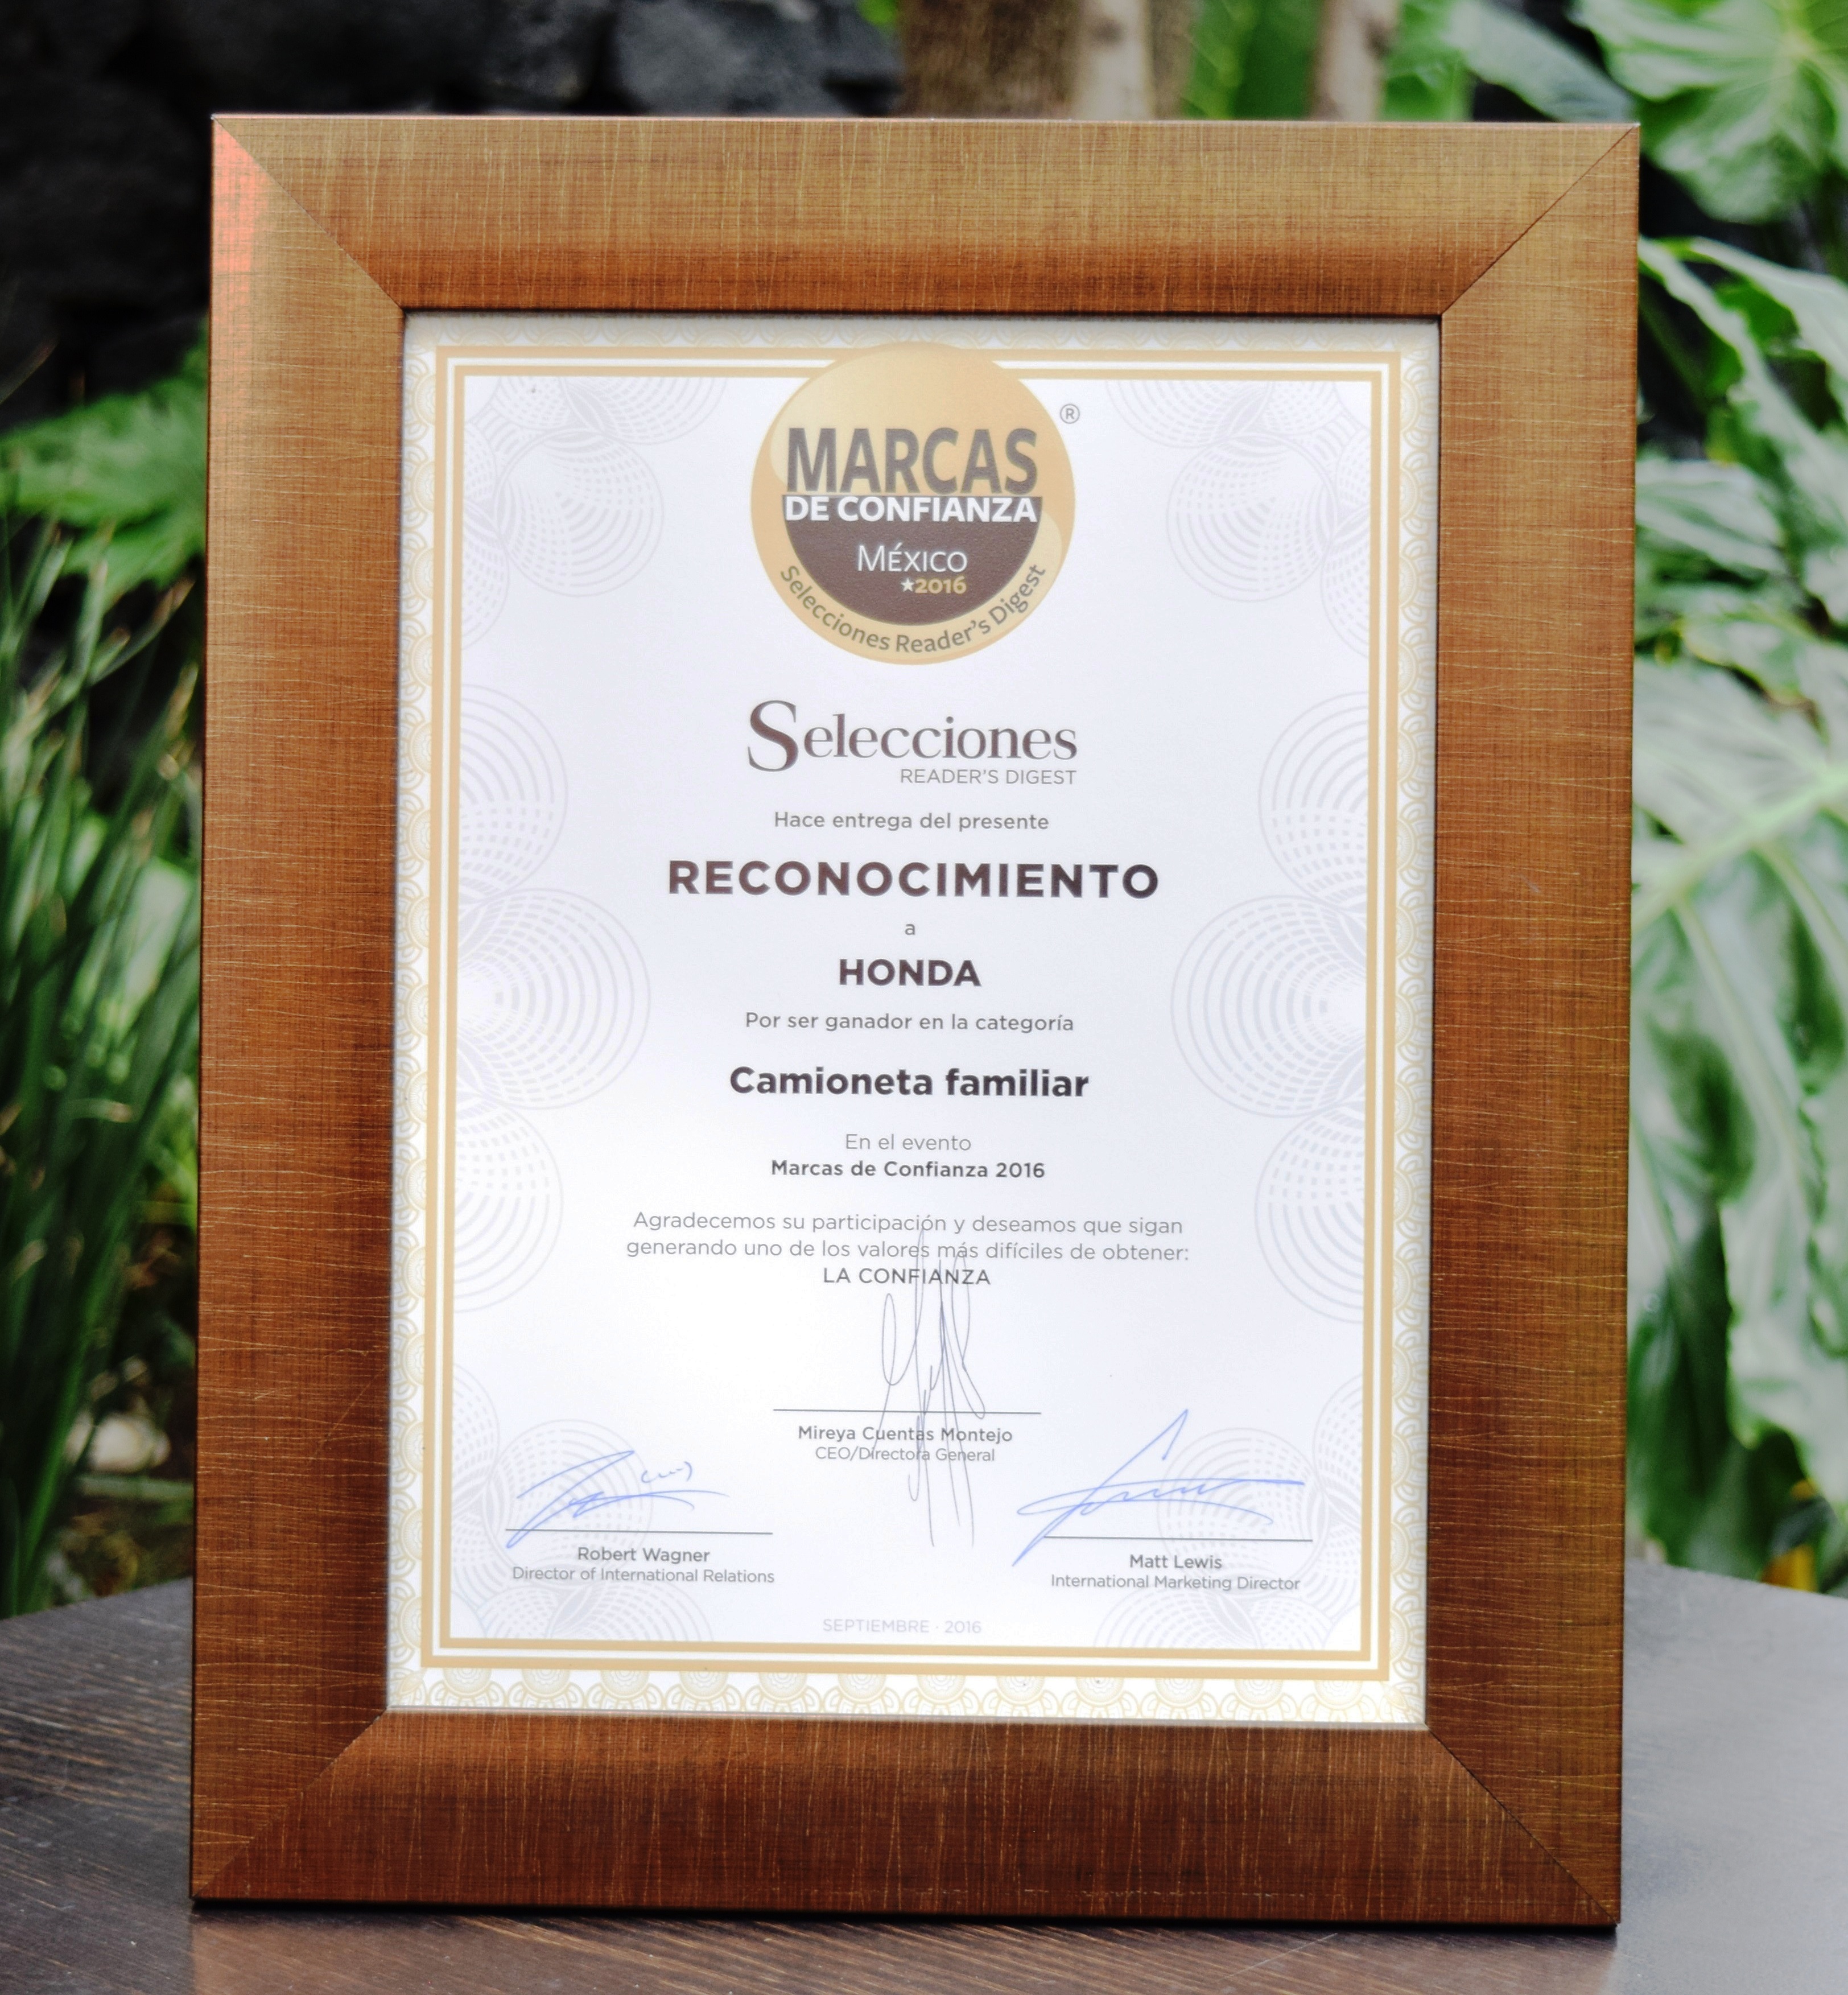 MARCAS
®
DE CONFIANZA
MÉXICO
★2016
Selecciones Reader's Digest
Selecciones
READER'S DIGEST
Hace entrega del presente
RECONOCIMIENTO
a
HONDA
Por ser ganador en la categoría
Camioneta familiar
En el evento
Marcas de Confianza 2016
Agradecemos su participación y deseamos que sigan
generando uno de los valores más difíciles de obtener:
LA CONFIANZA
Mireya Cuentas Montejo
CEO/Directora General
Robert Wagner
Director of International Relations
Matt Lewis
International Marketing Director
SEPTIEMBRE · 2016